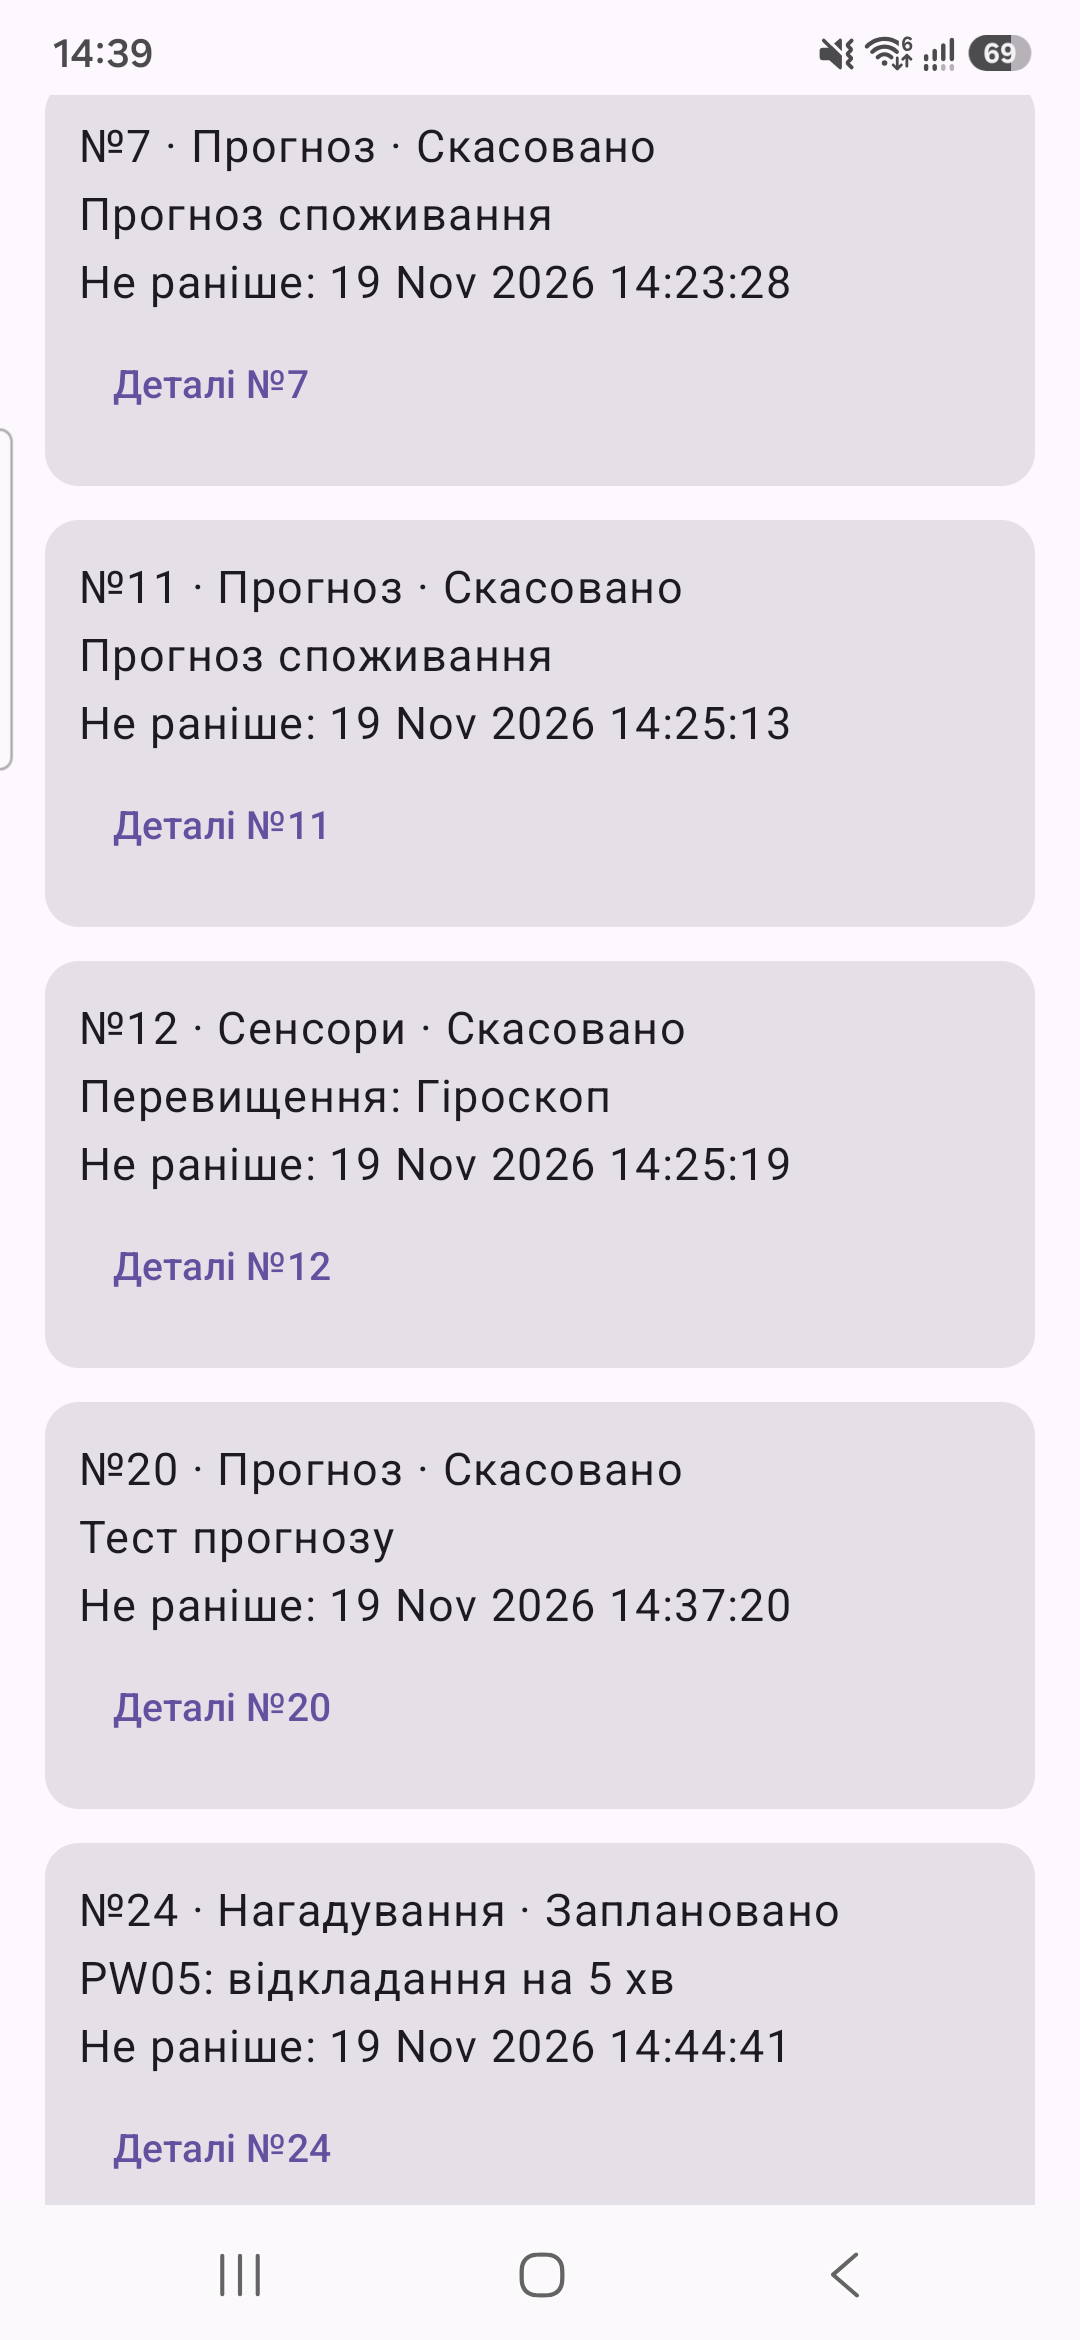 14:39
6
69
№7 · Прогноз · Скасовано
Прогноз споживання
Не раніше: 19 Nov 2026 14:23:28
Деталі №7
№11 · Прогноз · Скасовано
Прогноз споживання
Не раніше: 19 Nov 2026 14:25:13
Деталі №11
№12 · Сенсори · Скасовано
Перевищення: Гіроскоп
Не раніше: 19 Nov 2026 14:25:19
Деталі №12
№20 · Прогноз · Скасовано
Тест прогнозу
Не раніше: 19 Nov 2026 14:37:20
Деталі №20
№24 · Нагадування · Заплановано
PW05: відкладання на 5 хв
Не раніше: 19 Nov 2026 14:44:41
Деталі №24